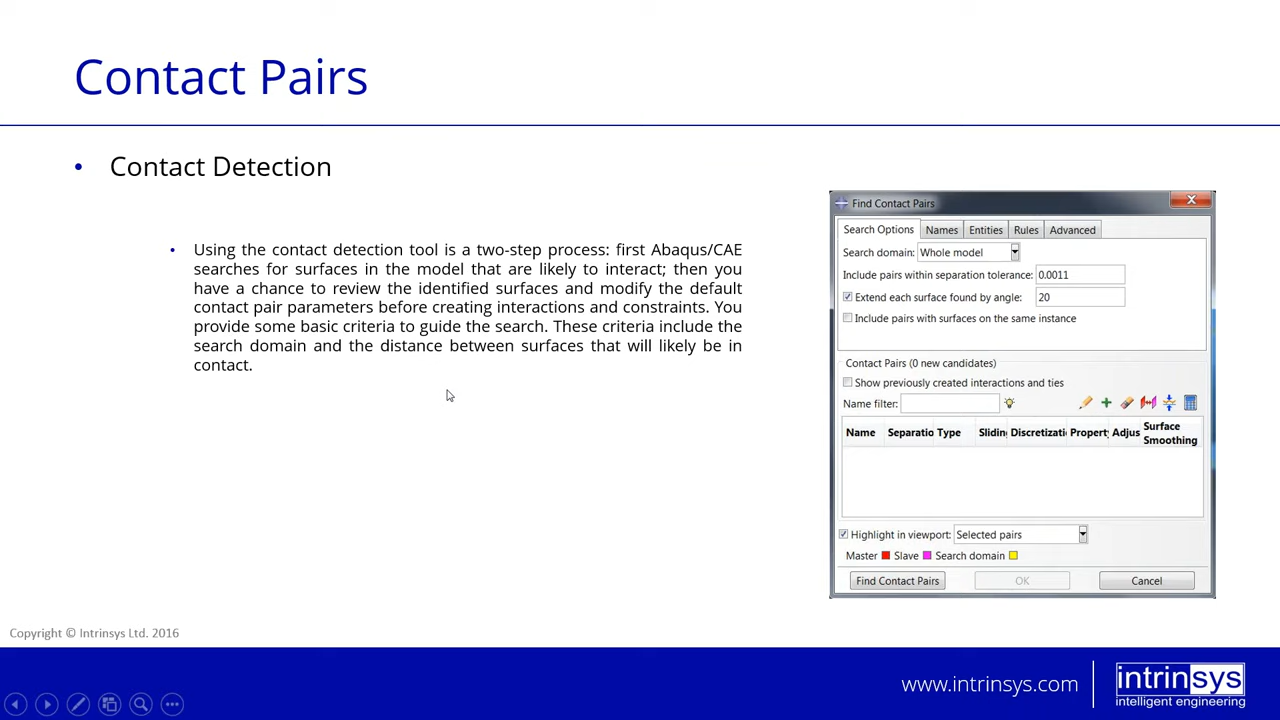 Contact Pairs
• Contact Detection
• Using the contact detection tool is a two-step process: first Abaqus/CAE
searches for surfaces in the model that are likely to interact; then you
have a chance to review the identified surfaces and modify the default
contact pair parameters before creating interactions and constraints. You
provide some basic criteria to guide the search. These criteria include the
search domain and the distance between surfaces that will likely be in
contact.
Find Contact Pairs
Search Options Names Entities Rules Advanced
Search domain: Whole model
Include pairs within separation tolerance: 0.0011
Extend each surface found by angle: 20
Include pairs with surfaces on the same instance
Contact Pairs (0 new candidates)
Show previously created interactions and ties
Name filter:
Name Separatio Type Slidin Discretizati Propert Adjus Surface
Smoothing
Highlight in viewport: Selected pairs
Master Slave Search domain
Find Contact Pairs OK Cancel
Copyright © Intrinsys Ltd. 2016
www.intrinsys.com
intrinsys
intelligent engineering